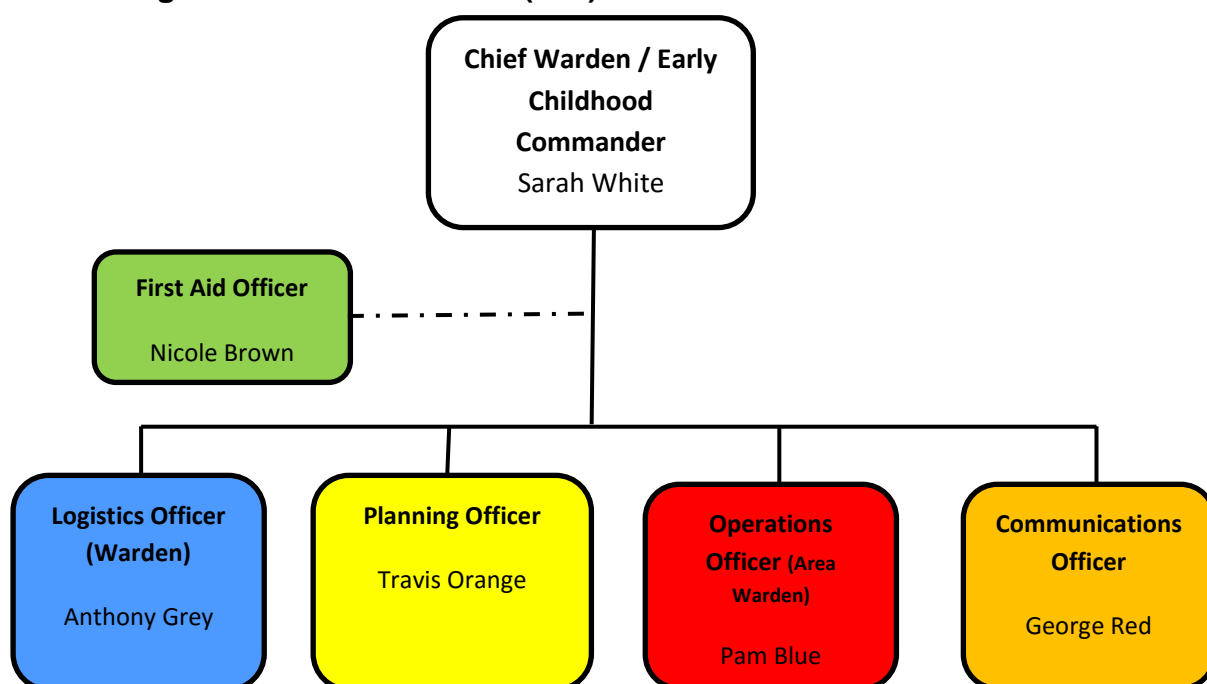 Chief Warden / Early
Childhood
Commander
Sarah White
First Aid Officer
Nicole Brown
Logistics Officer
(Warden)
Anthony Grey
Planning Officer
Travis Orange
Operations
Officer (Area
Warden)
Pam Blue
Communications
Officer
George Red